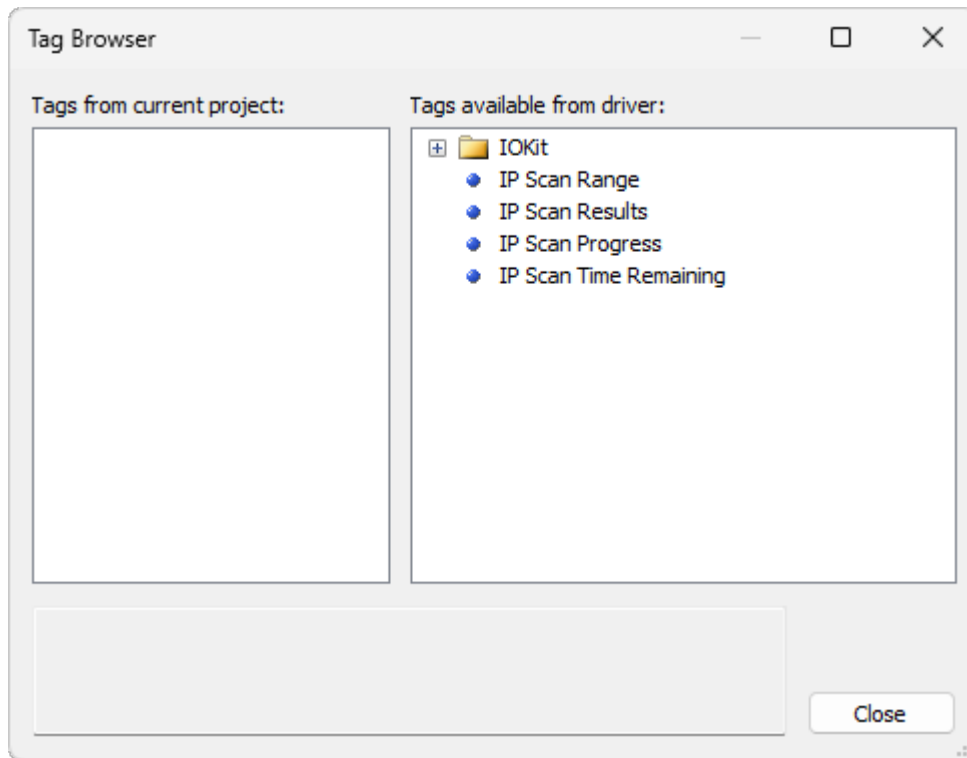 Tag Browser
Tags from current project:
Tags available from driver:
IOKit
IP Scan Range
IP Scan Results
IP Scan Progress
IP Scan Time Remaining
Close